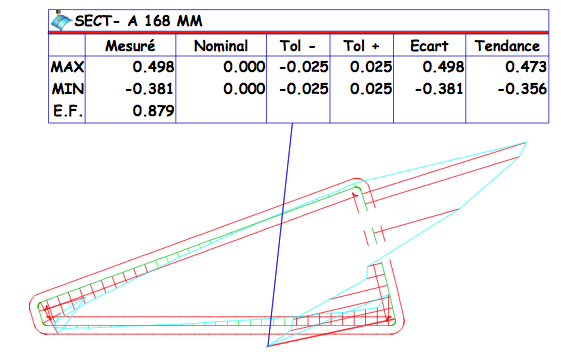 SECT- A 168 MM
Mesuré Nominal Tol - Tol + Ecart Tendance
MAX 0.498 0.000 -0.025 0.025 0.498 0.473
MIN -0.381 0.000 -0.025 0.025 -0.381 -0.356
E.F. 0.879